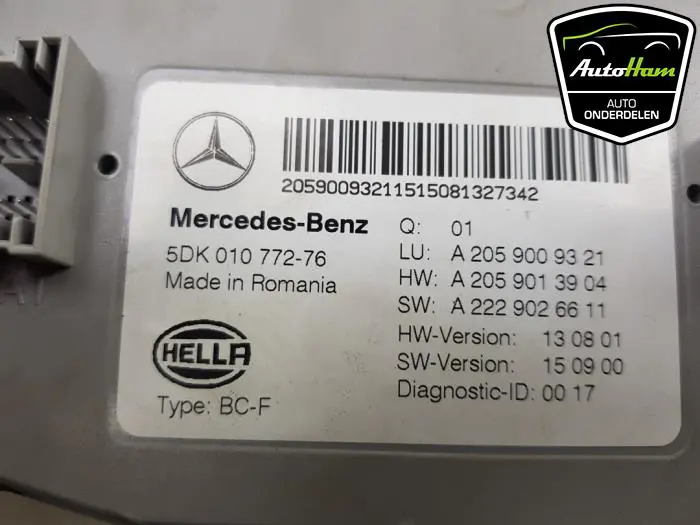 AutoHam
AUTO
ONDERDELEN
20590093211515081327342
Mercedes-Benz
5DK 010 772-76
Made in Romania
HELLA
Type: BC-F
Q: 01
LU: A 205 900 93 21
HW: A 205 901 39 04
SW: A 222 902 66 11
HW-Version: 13 08 01
SW-Version: 15 09 00
Diagnostic-ID: 00 17